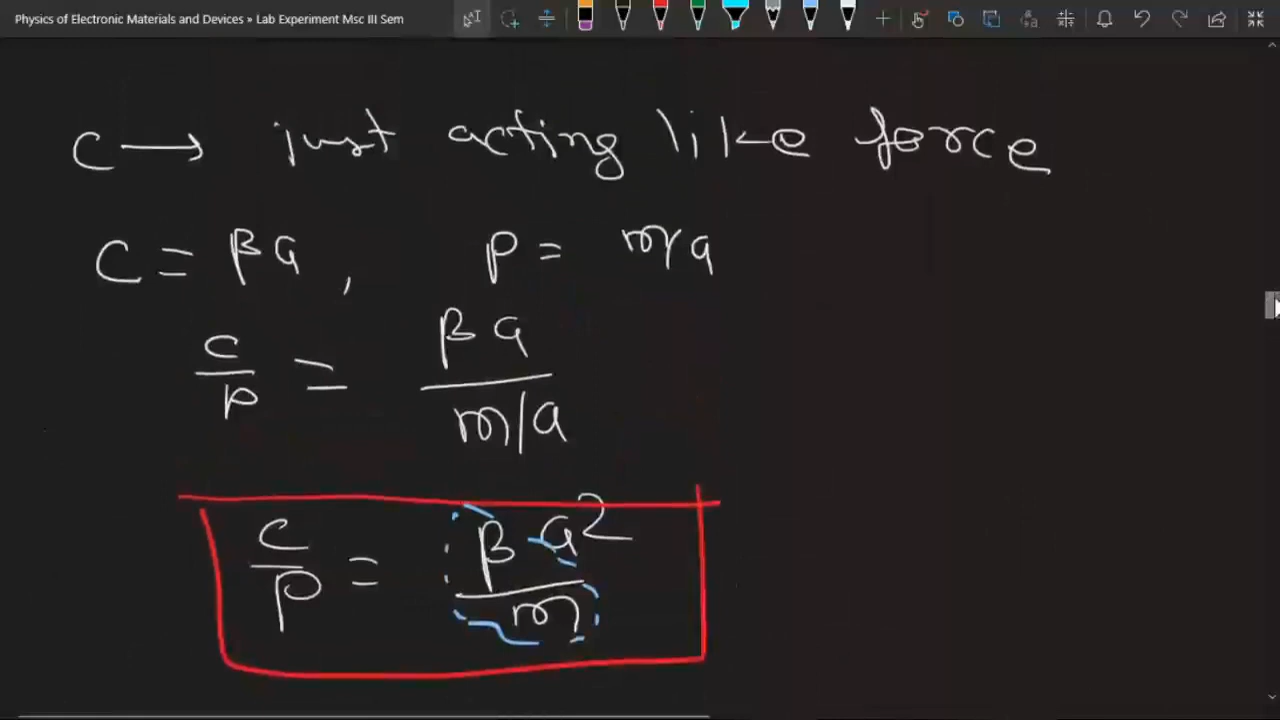 Physics of Electronic Materials and Devices » Lab Experiment Msc III Sem
C → just acting like force
C = βa, ρ = m/a
c/ρ = βa / m/a
c/ρ = βa² / m